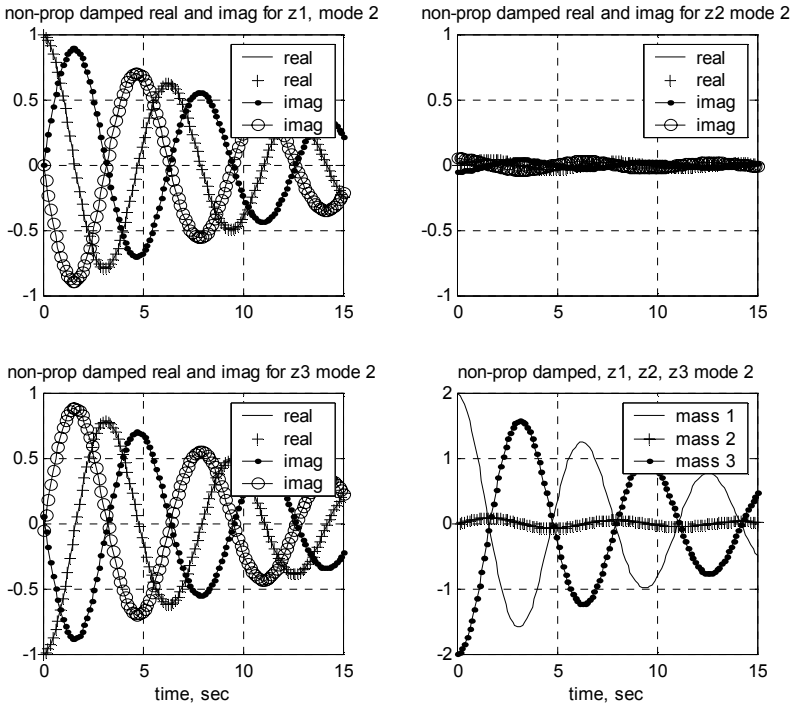 non-prop damped real and imag for z1, mode 2
1
0.5
0
-0.5
-1
0
5
10
15
real
real
imag
imag
non-prop damped real and imag for z2 mode 2
1
0.5
0
-0.5
-1
0
5
10
15
real
real
imag
imag
non-prop damped real and imag for z3 mode 2
1
0.5
0
-0.5
-1
0
5
10
15
time, sec
real
real
imag
imag
non-prop damped, z1, z2, z3 mode 2
2
1
0
-1
-2
0
5
10
15
time, sec
mass 1
mass 2
mass 3